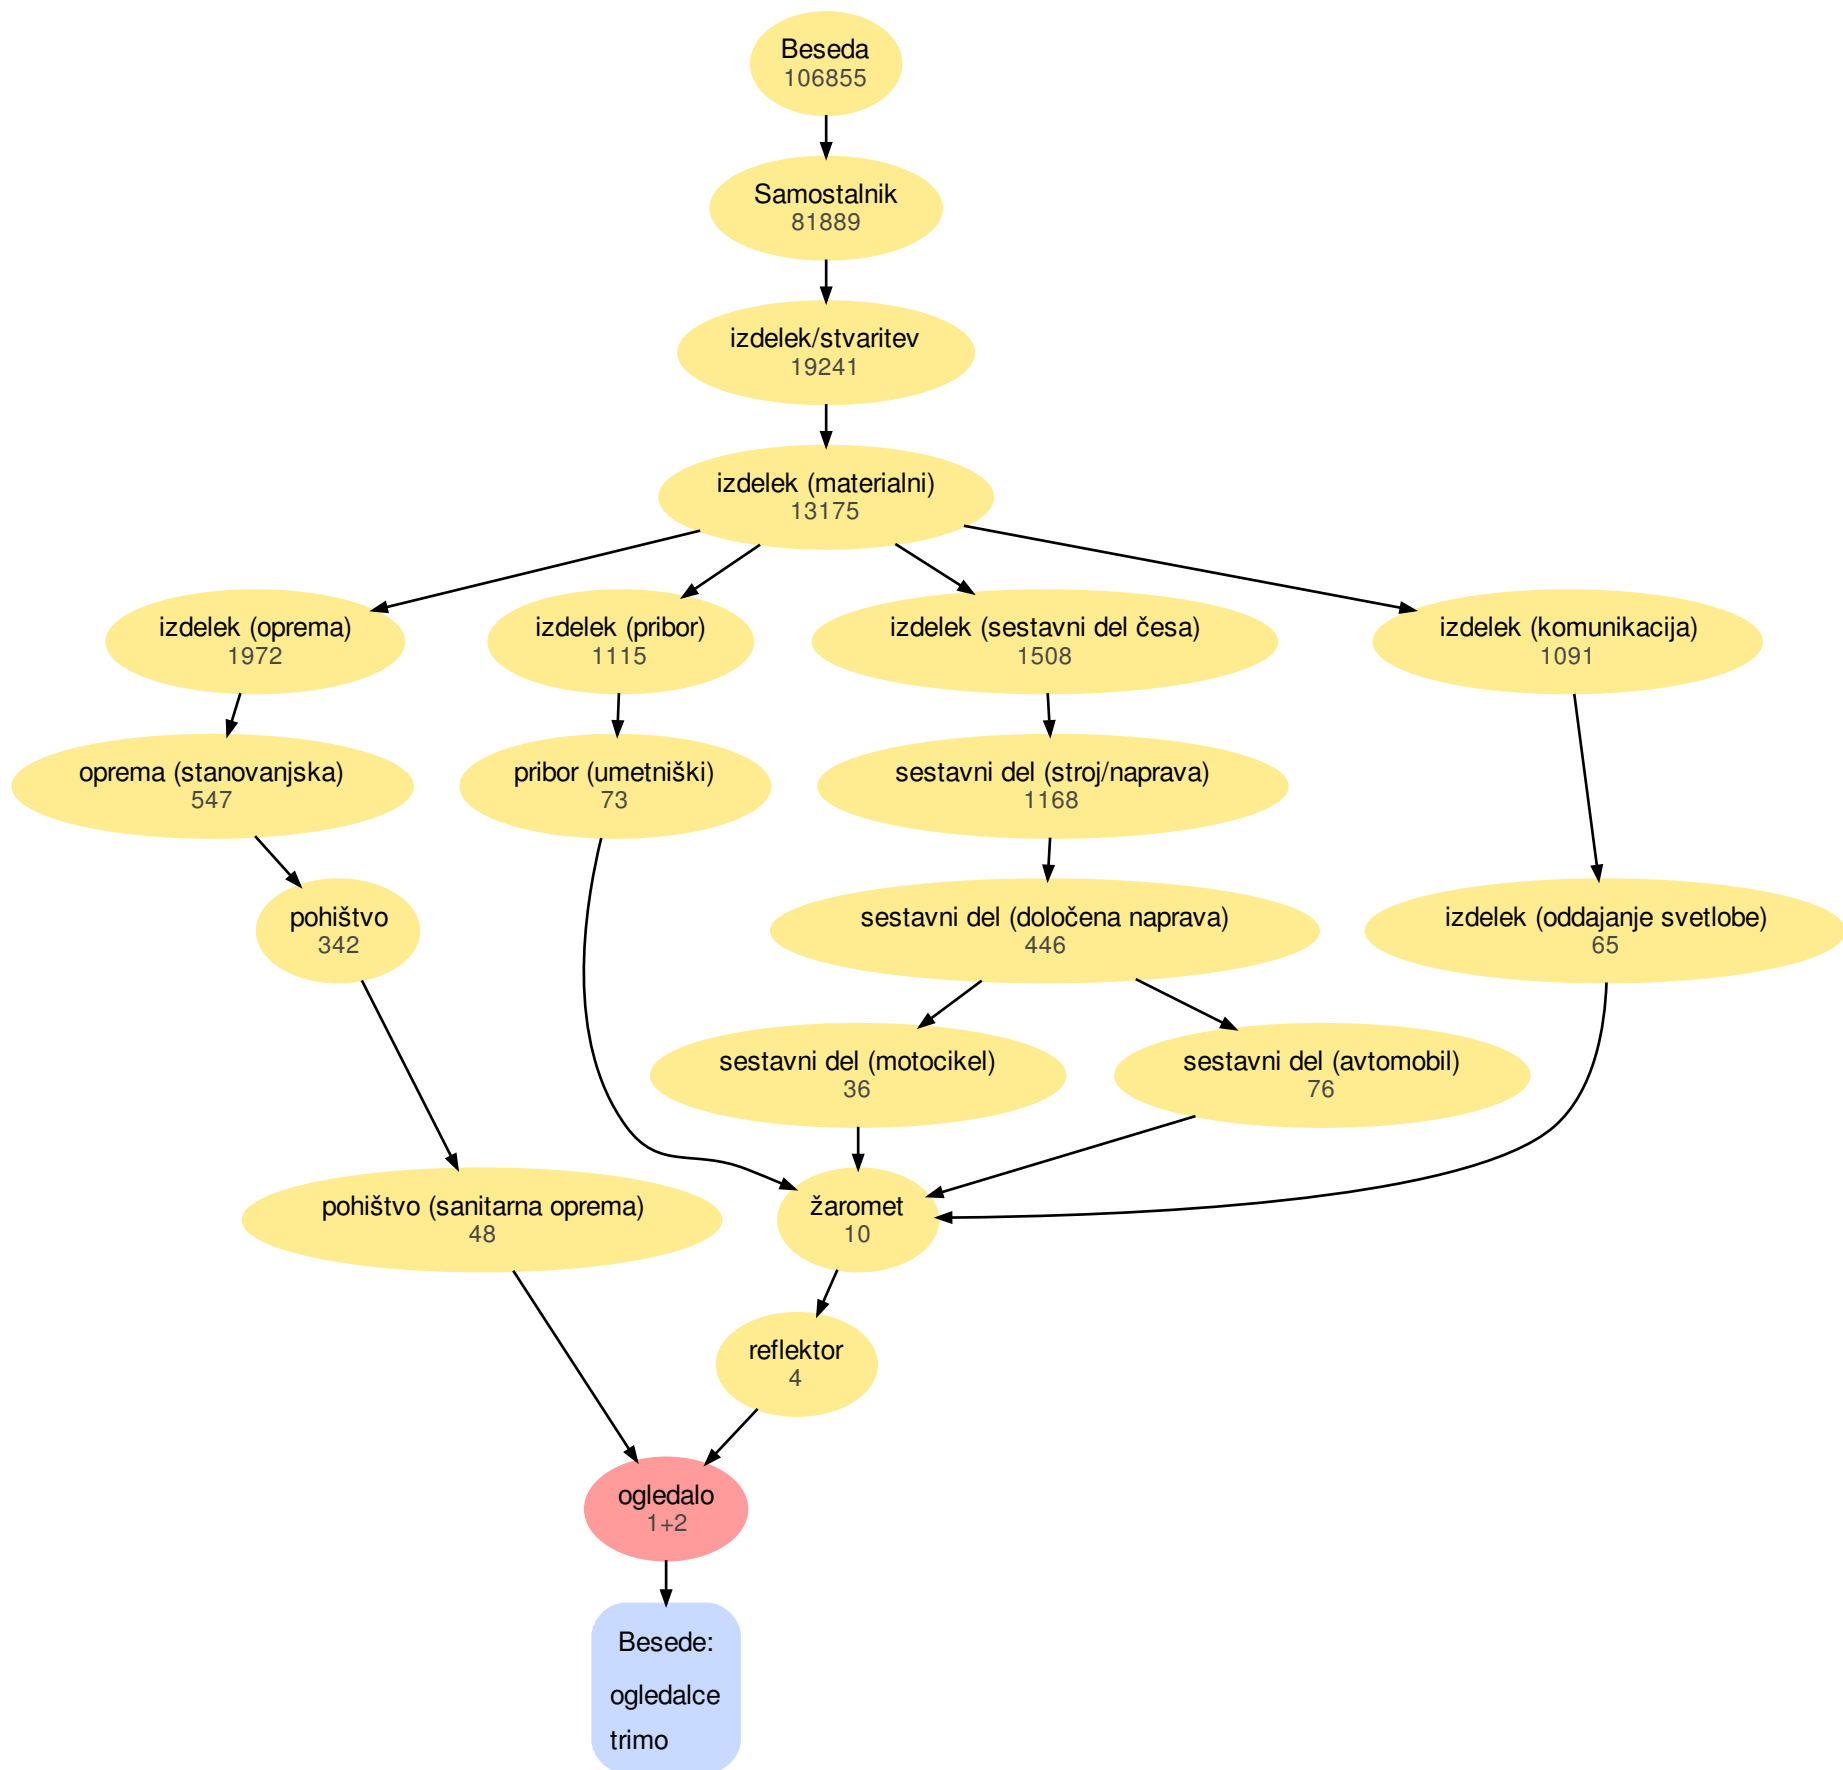 Beseda
106855
Samostalnik
81889
izdelek/stvaritev
19241
izdelek (materialni)
13175
izdelek (oprema)
1972
izdelek (pribor)
1115
izdelek (sestavni del česa)
1508
izdelek (komunikacija)
1091
oprema (stanovanjska)
547
pribor (umetniški)
73
sestavni del (stroj/naprava)
1168
pohištvo
342
sestavni del (določena naprava)
446
izdelek (oddajanje svetlobe)
65
sestavni del (motocikel)
36
sestavni del (avtomobil)
76
pohištvo (sanitarna oprema)
48
žaromet
10
reflektor
4
ogledalo
1+2
Besede:
ogledalce
trimo